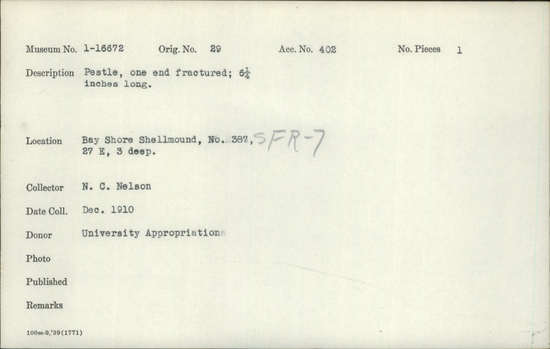 Museum No. 1-16672 Orig. No. 29 Acc. No. 402 No. Pieces 1
Description Pestle, one end fractured; 6¼
inches long.
Location Bay Shore Shellmound, No. 387, SFR-7
27 E, 3 deep.
Collector N. C. Nelson
Date Coll. Dec. 1910
Donor University Appropriations
Photo
Published
Remarks